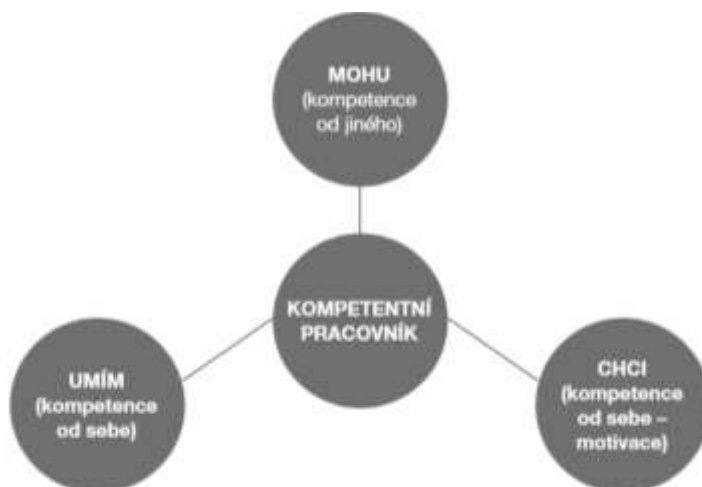 MOHU
(kompetence
od jiného)
KOMPETENTNÍ
PRACOVNÍK
UMÍM
(kompetence
od sebe)
CHCI
(kompetence
od sebe –
motivace)